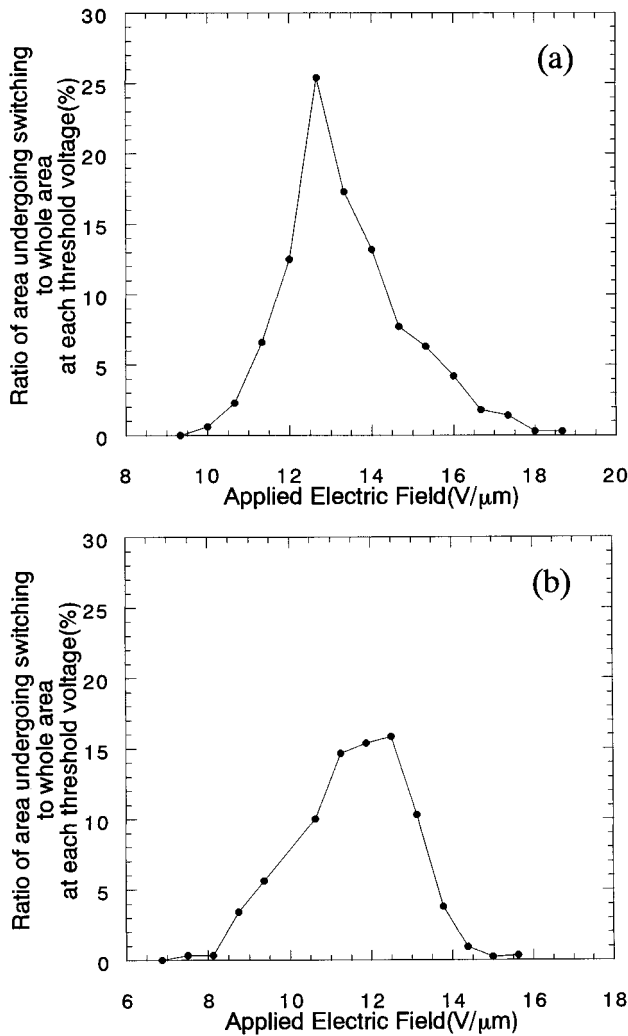 (a)
Ratio of area undergoing switching
to whole area
at each threshold voltage(%)
30
25
20
15
10
5
0
8 10 12 14 16 18 20
Applied Electric Field(V/μm)
(b)
Ratio of area undergoing switching
to whole area
at each threshold voltage(%)
30
25
20
15
10
5
0
6 8 10 12 14 16 18
Applied Electric Field(V/μm)